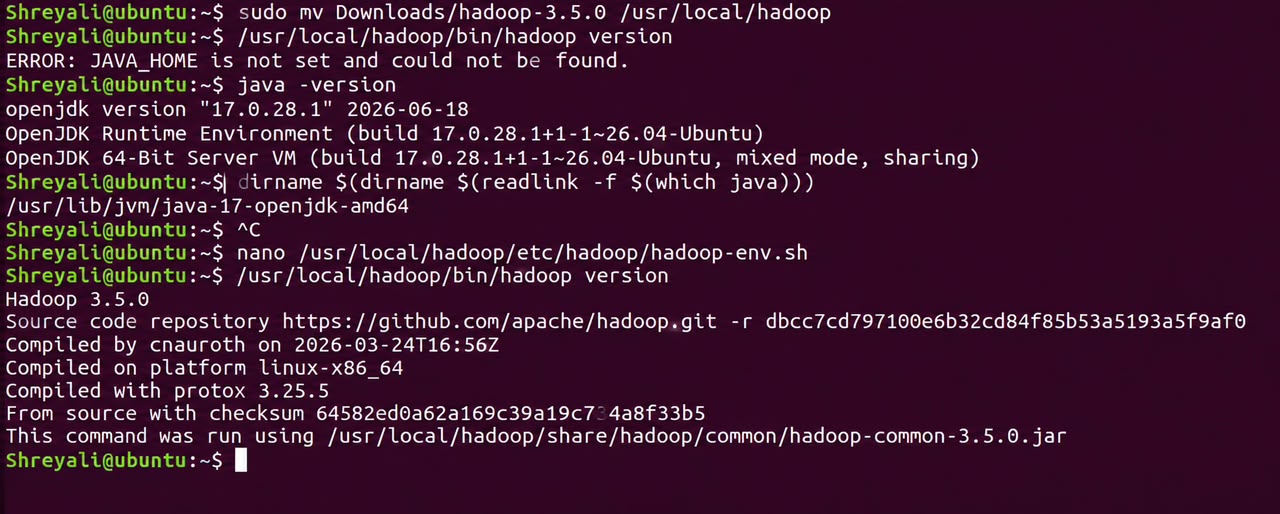 Shreyali@ubuntu:~$ sudo mv Downloads/hadoop-3.5.0 /usr/local/hadoop
Shreyali@ubuntu:~$ /usr/local/hadoop/bin/hadoop version
ERROR: JAVA_HOME is not set and could not be found.
Shreyali@ubuntu:~$ java -version
openjdk version "17.0.28.1" 2026-06-18
OpenJDK Runtime Environment (build 17.0.28.1+1-1~26.04-Ubuntu)
OpenJDK 64-Bit Server VM (build 17.0.28.1+1-1~26.04-Ubuntu, mixed mode, sharing)
Shreyali@ubuntu:~$ dirname $(dirname $(readlink -f $(which java)))
/usr/lib/jvm/java-17-openjdk-amd64
Shreyali@ubuntu:~$ ^C
Shreyali@ubuntu:~$ nano /usr/local/hadoop/etc/hadoop/hadoop-env.sh
Shreyali@ubuntu:~$ /usr/local/hadoop/bin/hadoop version
Hadoop 3.5.0
Source code repository https://github.com/apache/hadoop.git -r dbcc7cd797100e6b32cd84f85b53a5193a5f9af0
Compiled by cnauroth on 2026-03-24T16:56Z
Compiled on platform linux-x86_64
Compiled with protox 3.25.5
From source with checksum
This command was run using /usr/local/hadoop/share/hadoop/common/hadoop-common-3.5.0.jar
Shreyali@ubuntu:~$